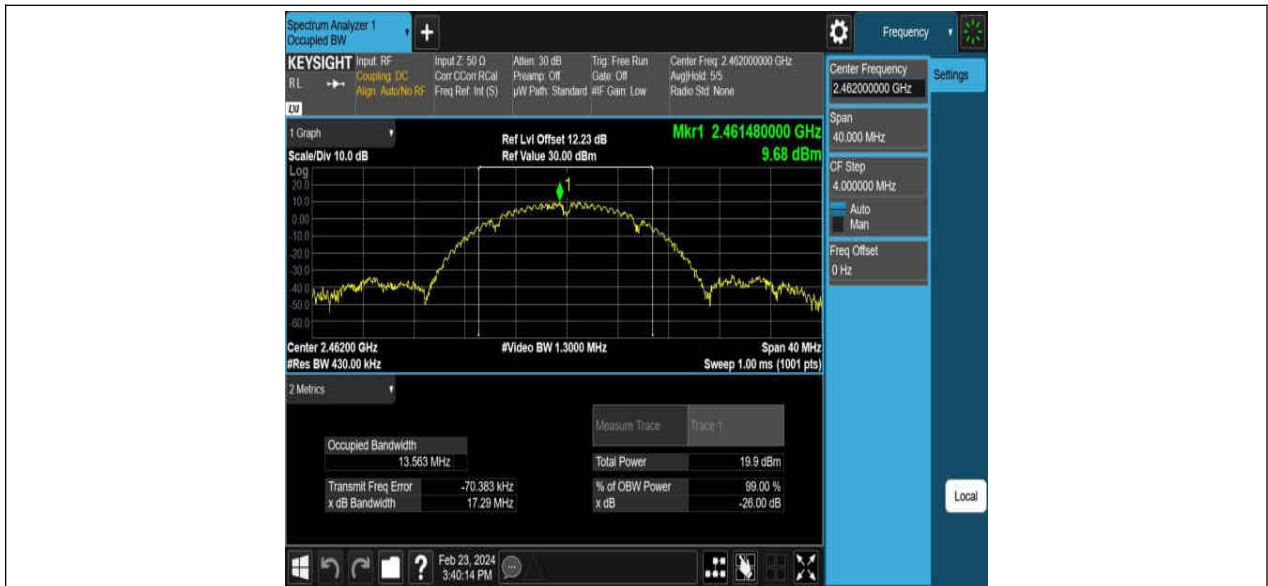 Spectrum Analyzer 1
Occupied BW
+
Frequency
KEYSIGHT
RL
LXI
Input: RF
Coupling: DC
Align: Auto/No RF
Input Z: 50 Ω
Corr CCorr RCal
Freq Ref: Int (S)
Atten: 30 dB
Preamp: Off
µW Path: Standard
Trig: Free Run
Gate: Off
#IF Gain: Low
Center Freq: 2.462000000 GHz
Avg|Hold: 5/5
Radio Std: None
Center Frequency
2.462000000 GHz
Settings
Span
40.000 MHz
CF Step
4.000000 MHz
Auto
Man
Freq Offset
0 Hz
1 Graph
Scale/Div 10.0 dB
Ref Lvl Offset 12.23 dB
Ref Value 30.00 dBm
Mkr1 2.461480000 GHz
9.68 dBm
Log
1
20.0
10.0
0.00
-10.0
-20.0
-30.0
-40.0
-50.0
-60.0
Center 2.46200 GHz
#Video BW 1.3000 MHz
Span 40 MHz
#Res BW 430.00 kHz
Sweep 1.00 ms (1001 pts)
2 Metrics
Measure Trace
Trace 1
Occupied Bandwidth
13.563 MHz
Total Power
19.9 dBm
Transmit Freq Error
-70.383 kHz
% of OBW Power
99.00 %
x dB Bandwidth
17.29 MHz
x dB
-26.00 dB
Local
?
Feb 23, 2024
3:40:14 PM